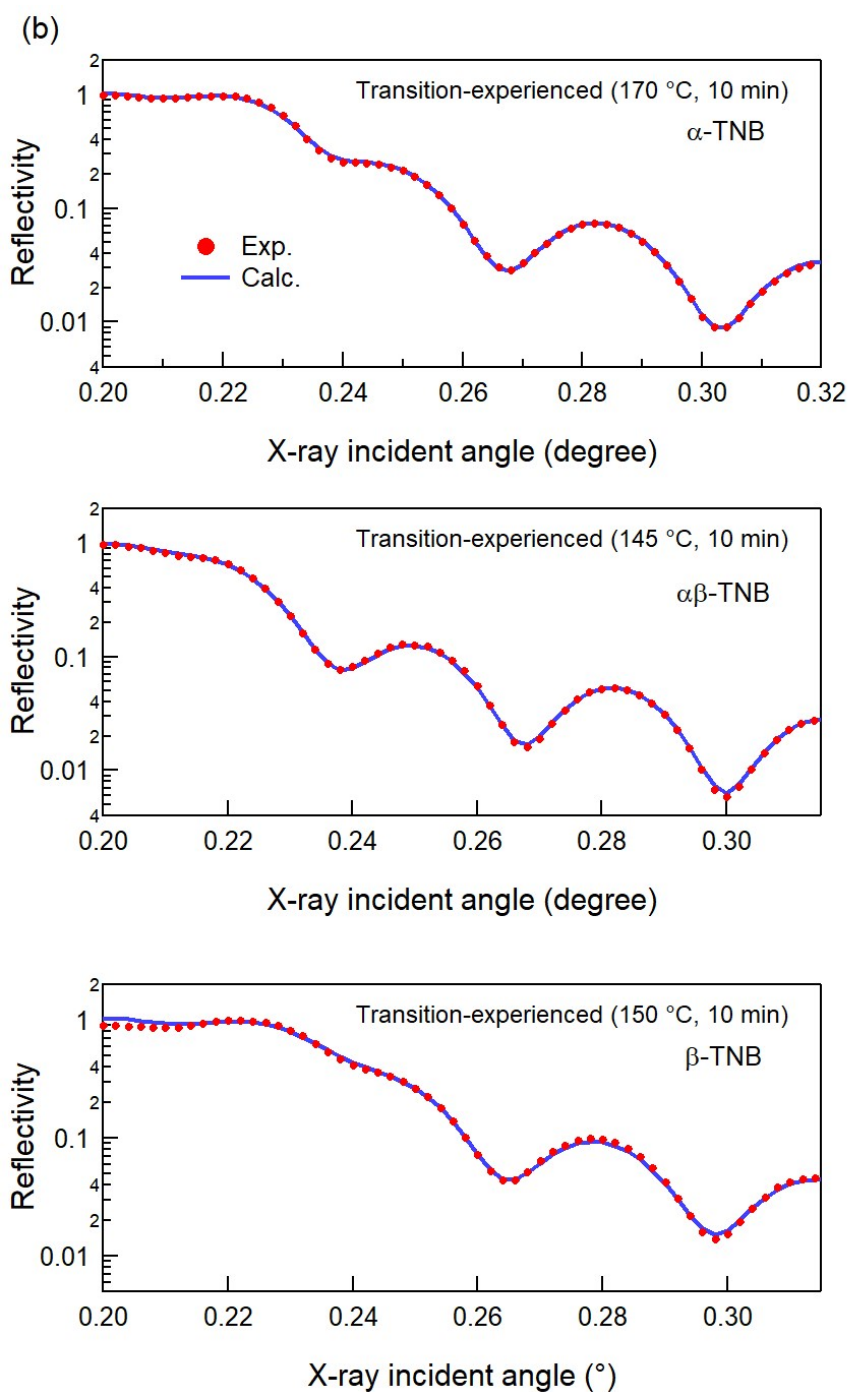 (b)
2
1
4
2
0.1
4
2
0.01
4
Reflectivity
Transition-experienced (170 °C, 10 min)
α-TNB
Exp.
Calc.
0.20 0.22 0.24 0.26 0.28 0.30 0.32
X-ray incident angle (degree)
2
1
4
2
0.1
4
2
0.01
4
Reflectivity
Transition-experienced (145 °C, 10 min)
αβ-TNB
0.20 0.22 0.24 0.26 0.28 0.30
X-ray incident angle (degree)
2
1
4
2
0.1
4
2
0.01
Reflectivity
Transition-experienced (150 °C, 10 min)
β-TNB
0.20 0.22 0.24 0.26 0.28 0.30
X-ray incident angle (°)